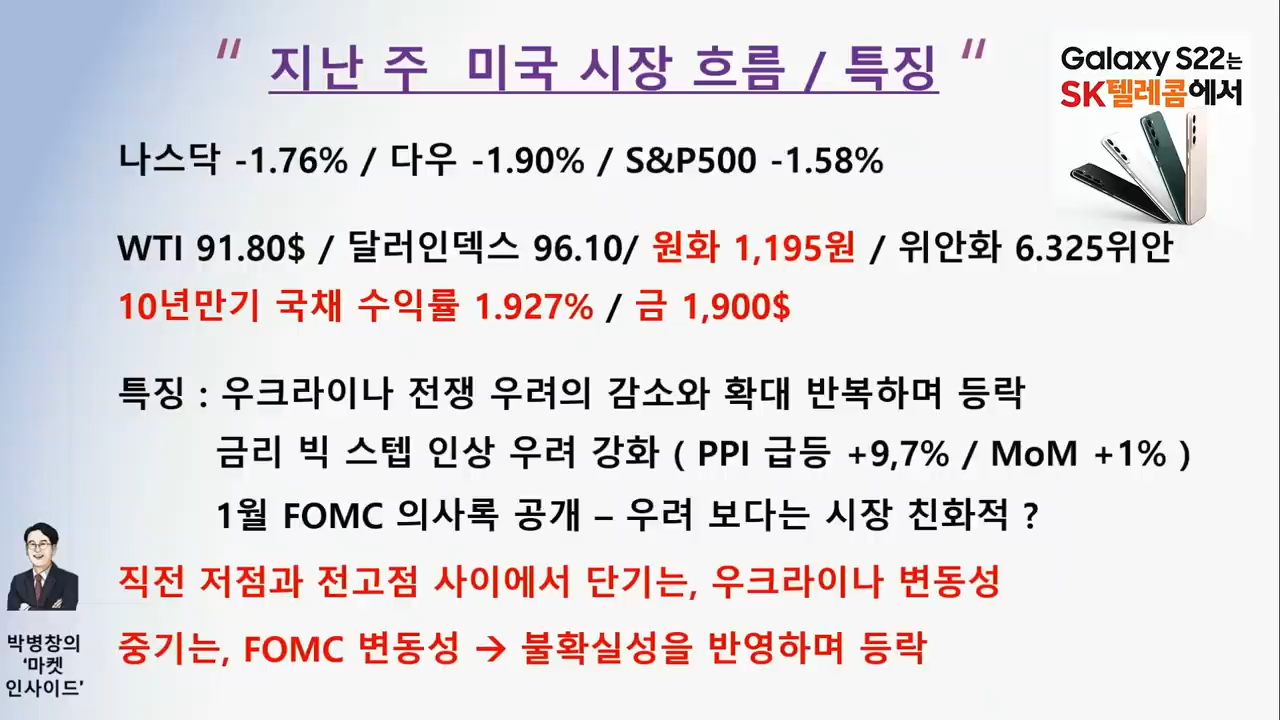 " 지난 주 미국 시장 흐름 / 특징 "
Galaxy S22는
SK텔레콤에서
나스닥 -1.76% / 다우 -1.90% / S&P500 -1.58%
WTI 91.80$ / 달러인덱스 96.10/ 원화 1,195원 / 위안화 6.325위안
10년만기 국채 수익률 1.927% / 금 1,900$
특징 : 우크라이나 전쟁 우려의 감소와 확대 반복하며 등락
금리 빅 스텝 인상 우려 강화 ( PPI 급등 +9,7% / MoM +1% )
1월 FOMC 의사록 공개 – 우려 보다는 시장 친화적 ?
직전 저점과 전고점 사이에서 단기는, 우크라이나 변동성
중기는, FOMC 변동성 → 불확실성을 반영하며 등락
박병창의
‘마켓
인사이드’